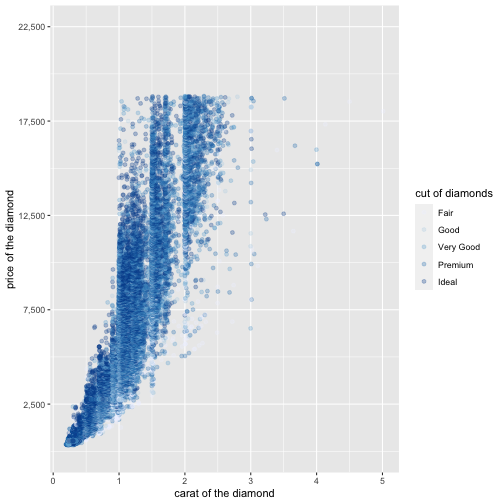 22,500
17,500
12,500
7,500
2,500
price of the diamond
0
1
2
3
4
5
carat of the diamond
cut of diamonds
Fair
Good
Very Good
Premium
Ideal